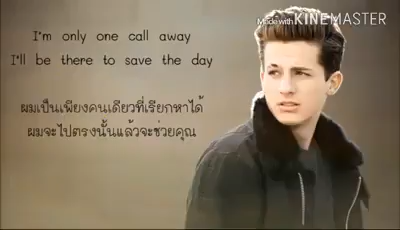 Made with KINEMASTER
I'm only one call away
I'll be there to save the day
ผมเป็นเพียงคนเดียวที่เรียกหาได้
ผมจะไปตรงนั้นแล้วจะช่วยคุณ